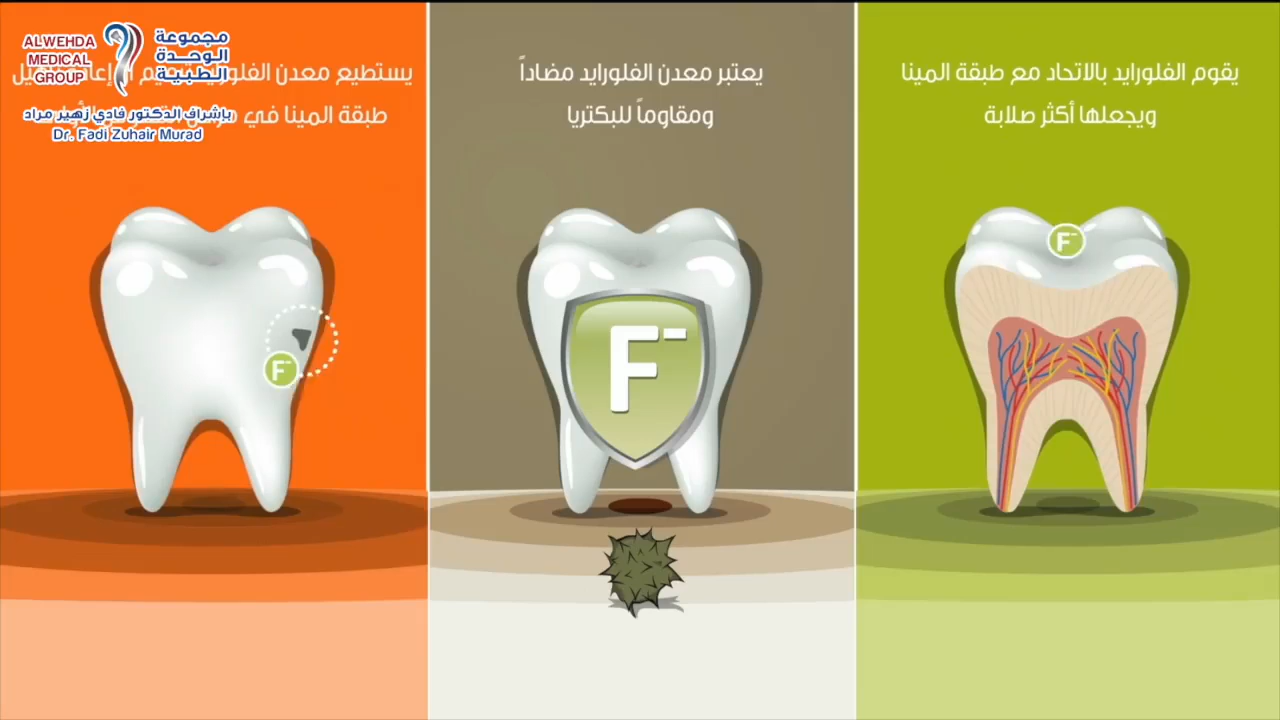 يقوم الفلورايد بالاتحاد مع طبقة المينا
ويجعلها أكثر صلابة
يعتبر معدن الفلورايد مضاداً
ومقاوماً للبكتريا
يستطيع معدن الفلورايد
طبقة المينا في
ALWEHDA
MEDICAL
GROUP
مجموعة
الوحدة
الطبية
بإشراف الدكتور فادي زهير مراد
Dr. Fadi Zuhair Murad
F⁻
F⁻
F⁻